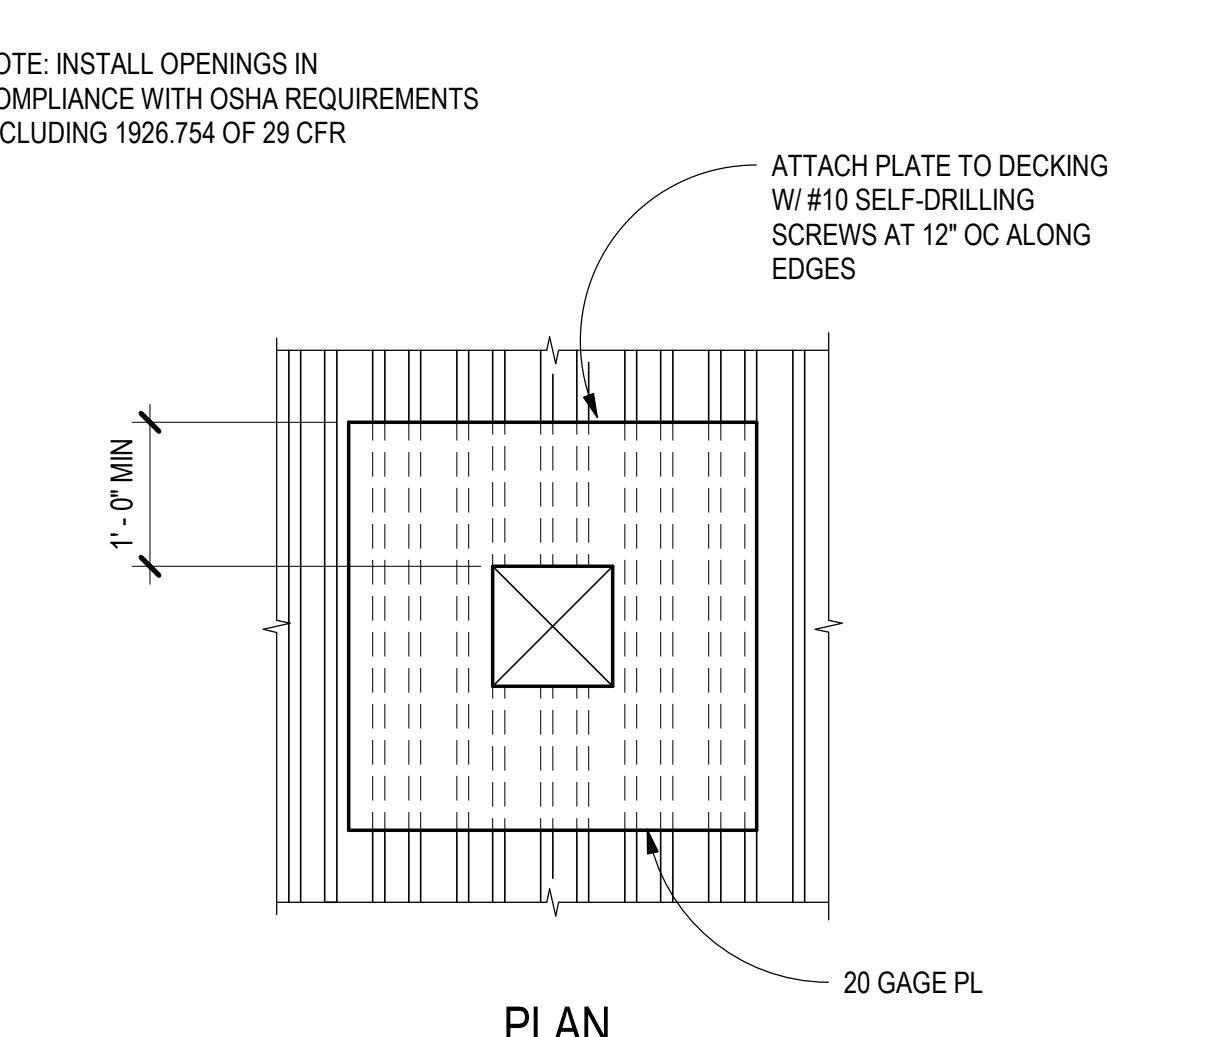 OTE: INSTALL OPENINGS IN
OMPLIANCE WITH OSHA REQUIREMENTS
CLUDING 1926.754 OF 29 CFR
ATTACH PLATE TO DECKING
W/ #10 SELF-DRILLING
SCREWS AT 12" OC ALONG
EDGES
1' - 0" MIN
20 GAGE PL
PLAN